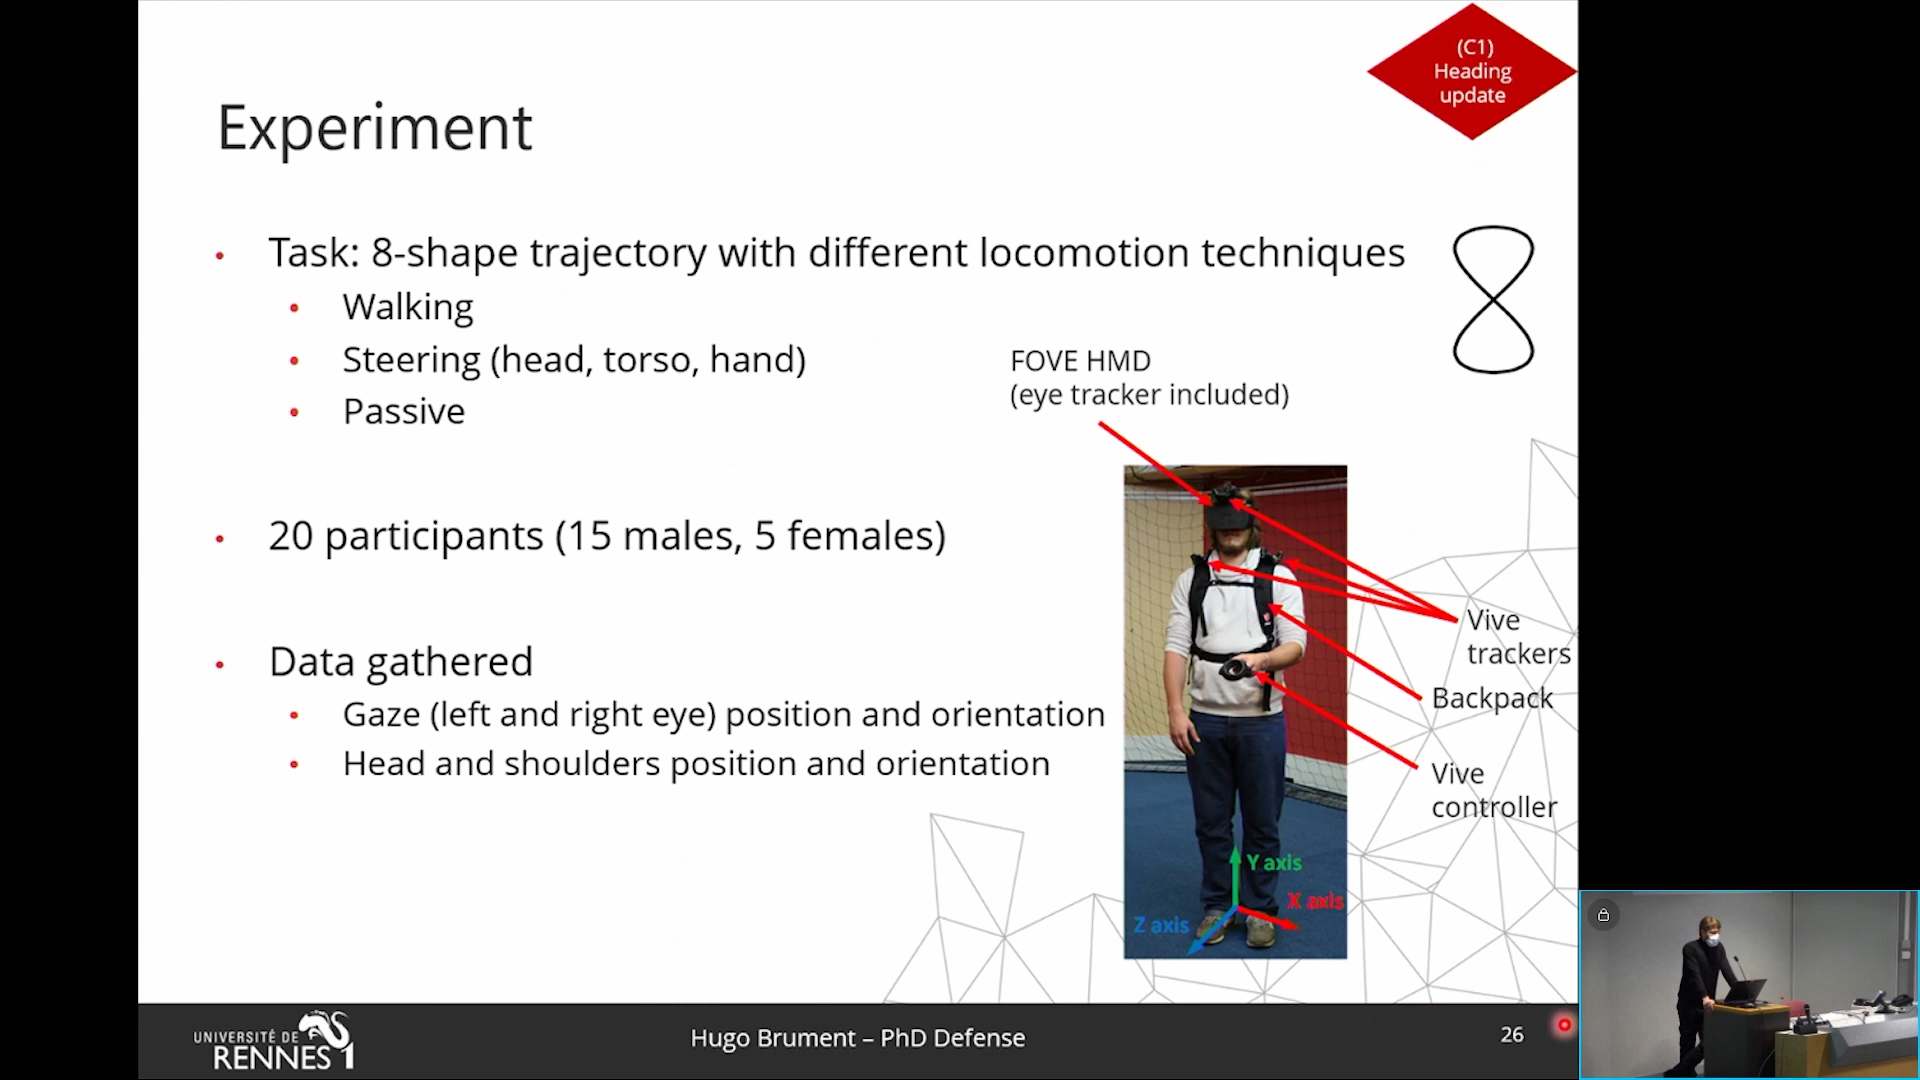 (C1)
Heading
update
Experiment
Task: 8-shape trajectory with different locomotion techniques
Walking
Steering (head, torso, hand)
Passive
FOVE HMD
(eye tracker included)
20 participants (15 males, 5 females)
Data gathered
Gaze (left and right eye) position and orientation
Head and shoulders position and orientation
Vive
trackers
Backpack
Vive
controller
Y axis
X axis
Z axis
UNIVERSITÉ DE
RENNES 1
Hugo Brument – PhD Defense
26